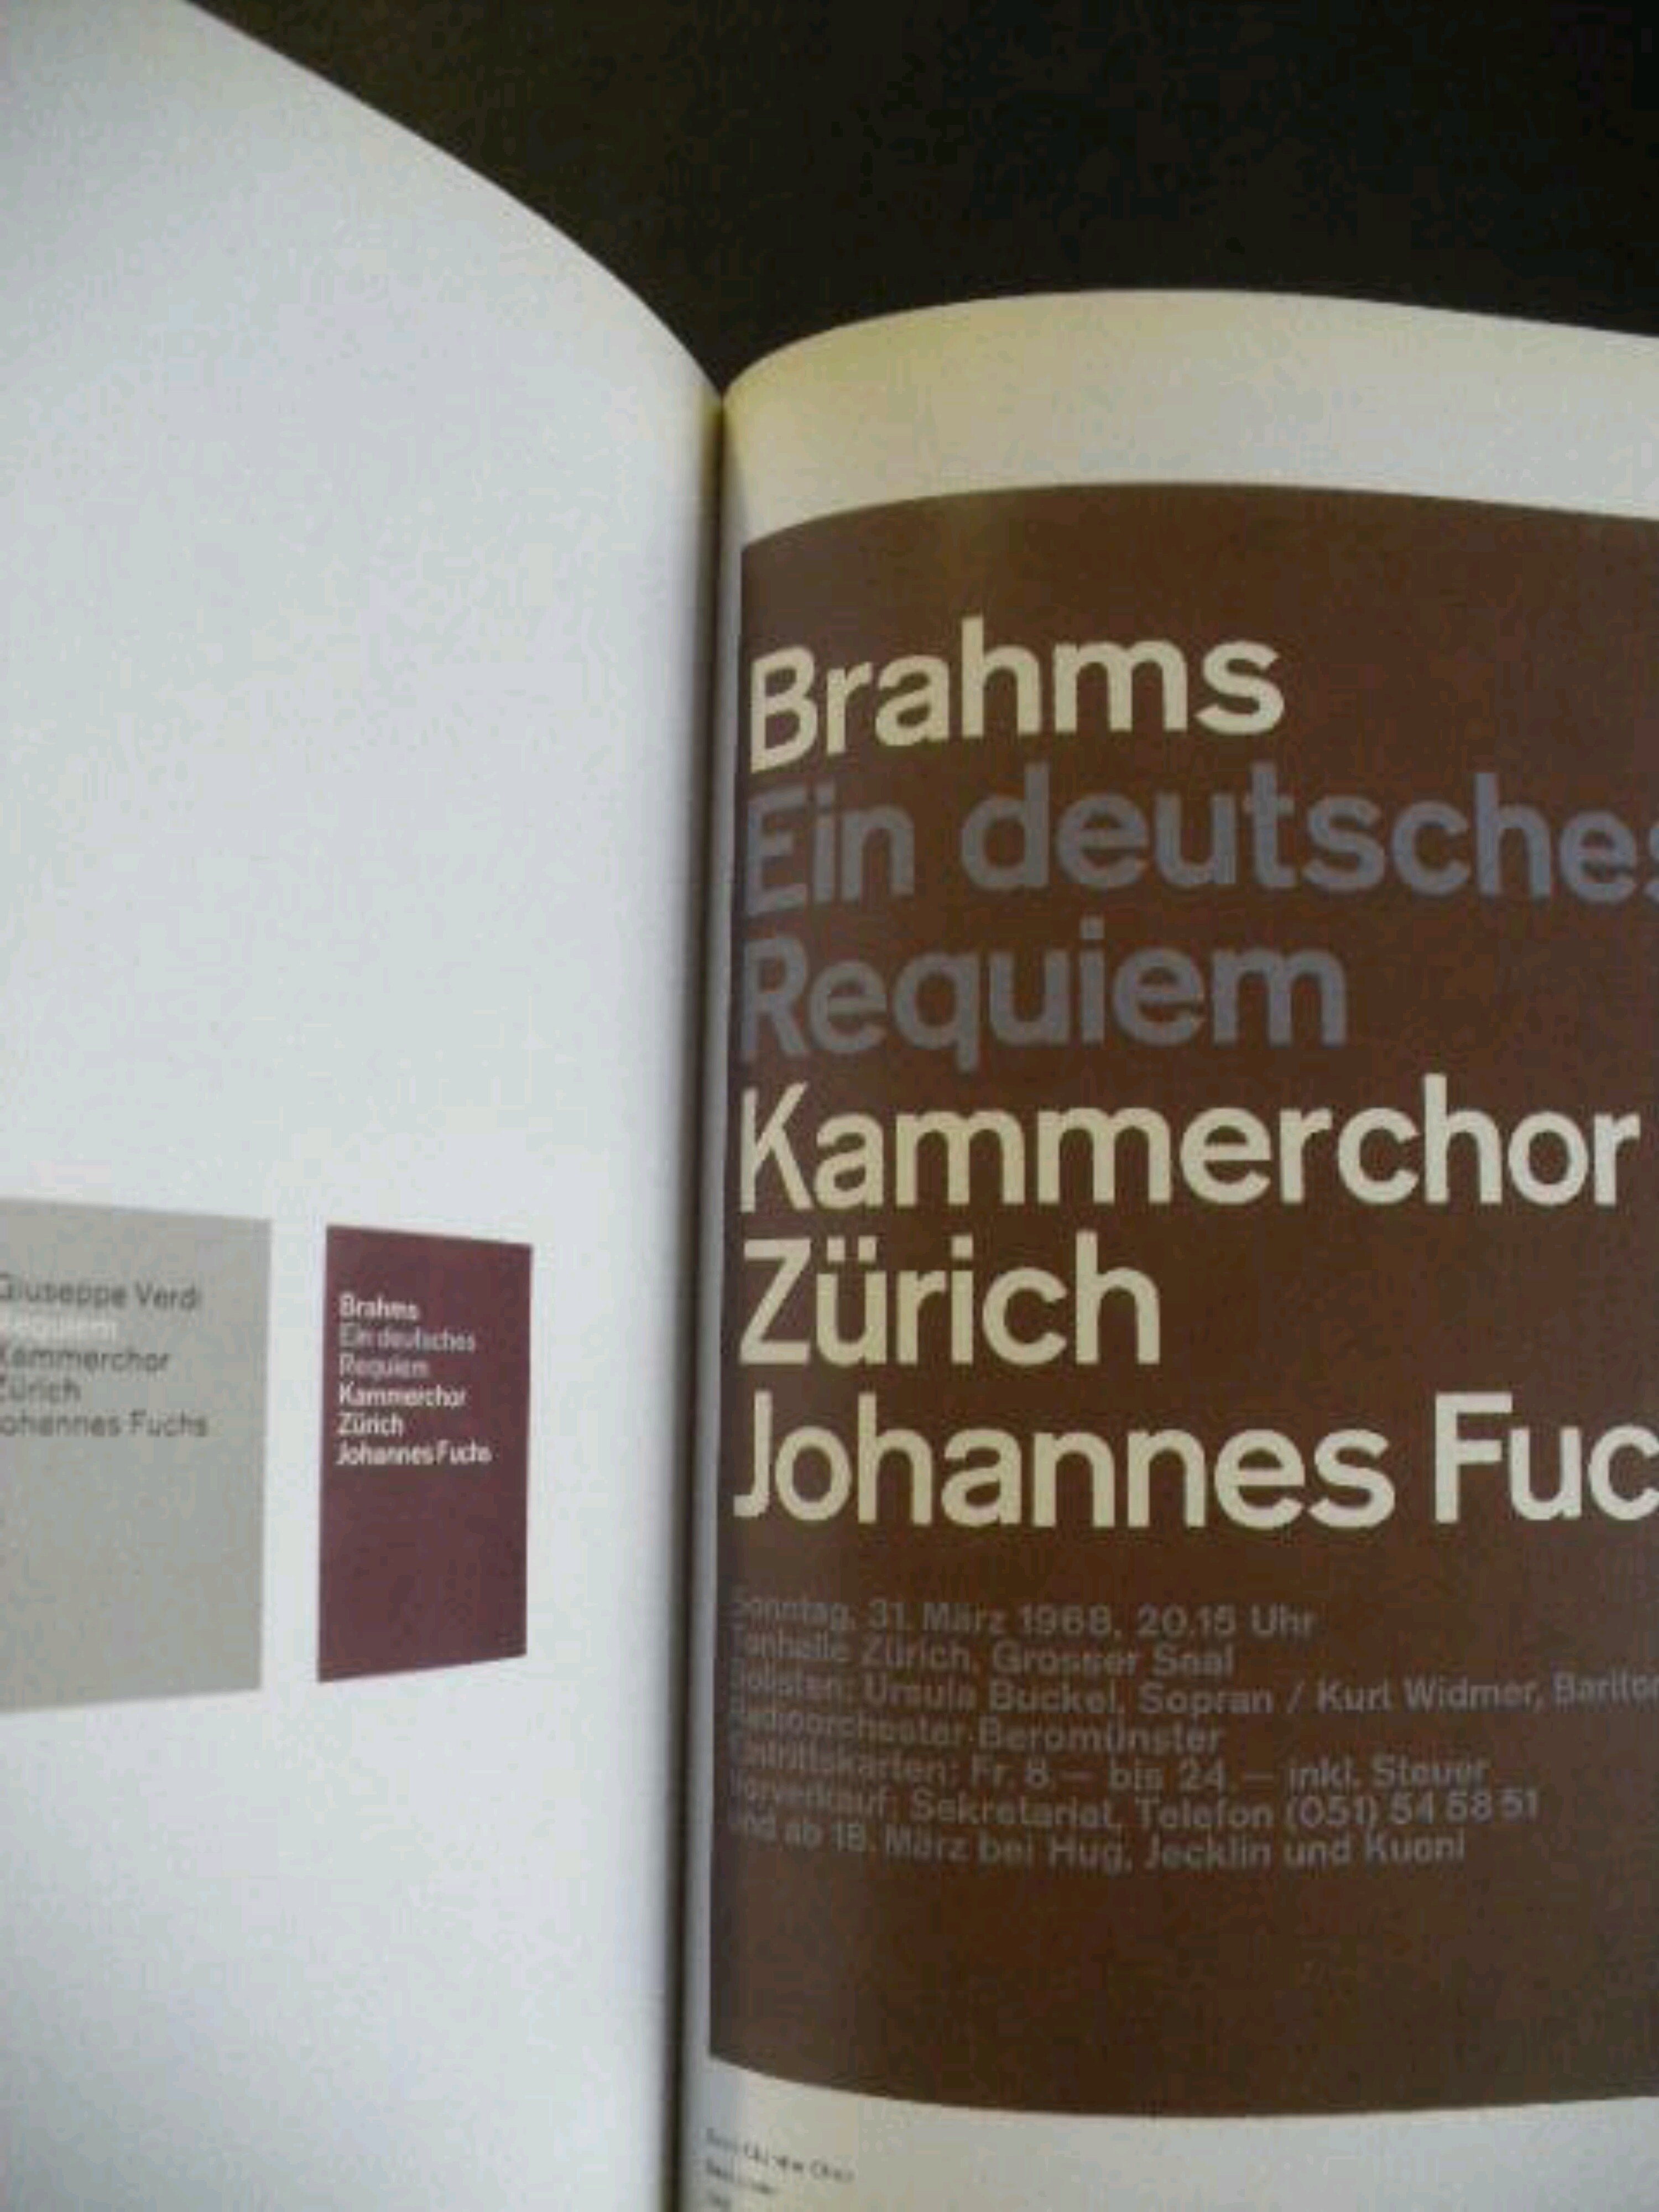 Giuseppe Verdi
Requiem
Kammerchor
Zürich
Johannes Fuchs
Brahms
Ein deutsches
Requiem
Kammerchor
Zürich
Johannes Fuchs
Brahms
Ein deutsches
Requiem
Kammerchor
Zürich
Johannes Fuc
Sonntag, 31. März 1968, 20.15 Uhr
Tonhalle Zürich, Grosser Saal
Solisten: Ursula Buckel, Sopran / Kurt Widmer, Bariton
Radioorchester Beromünster
Eintrittskarten: Fr. 8.— bis 24.— inkl. Steuer
Vorverkauf: Sekretariat, Telefon (051) 54 58 51
und ab 18. März bei Hug, Jecklin und Kuoni